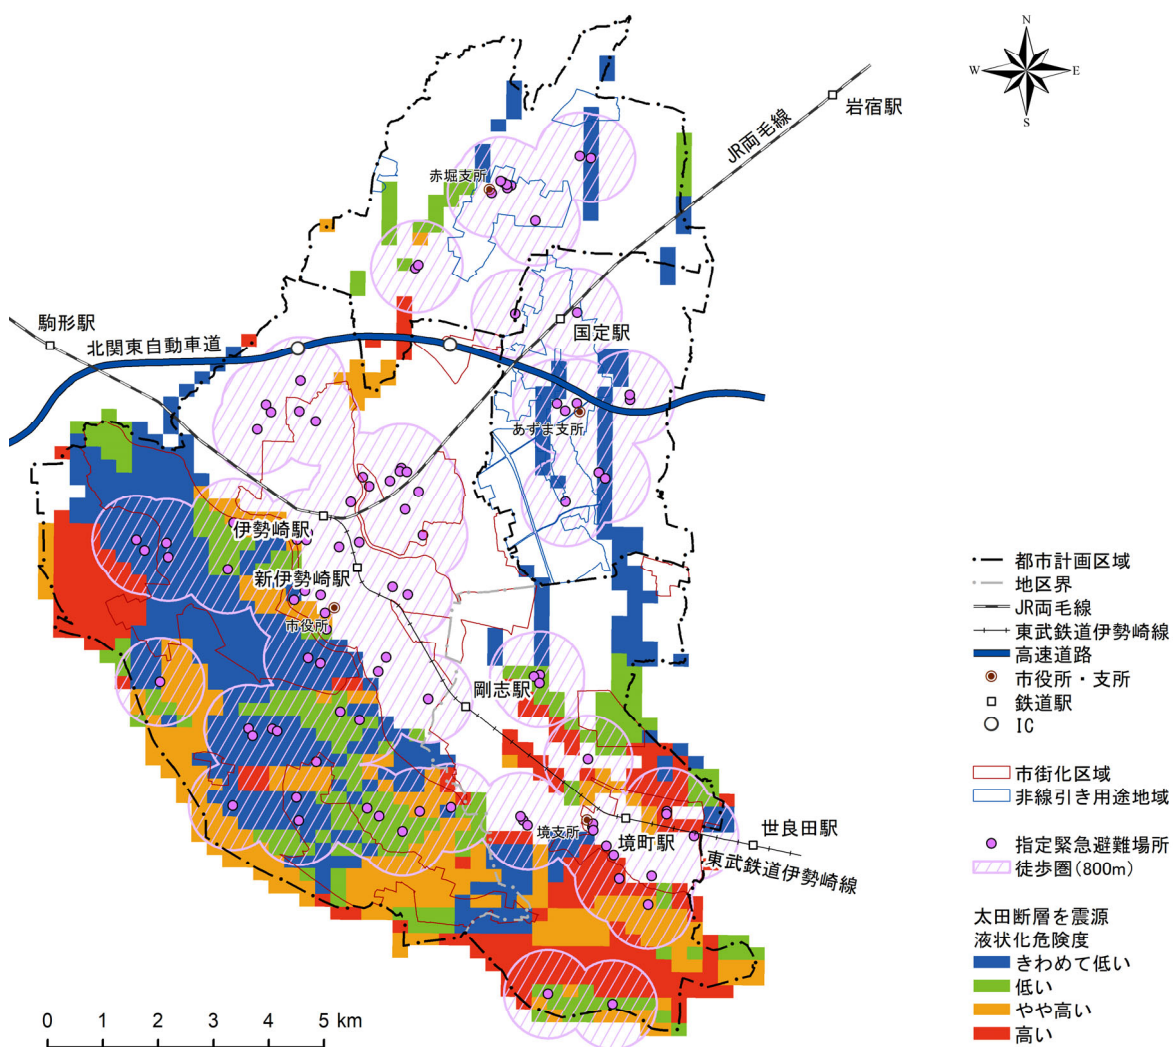 N
W E
S
岩宿駅
JR両毛線
赤堀支所
国定駅
駒形駅
北関東自動車道
あずま支所
伊勢崎駅
新伊勢崎駅
市役所
剛志駅
境支所
境町駅
世良田駅
東武鉄道伊勢崎線
都市計画区域
地区界
JR両毛線
東武鉄道伊勢崎線
高速道路
市役所・支所
鉄道駅
IC
市街化区域
非線引き用途地域
指定緊急避難場所
徒歩圏(800m)
太田断層を震源
液状化危険度
きわめて低い
低い
やや高い
高い
0 1 2 3 4 5 km